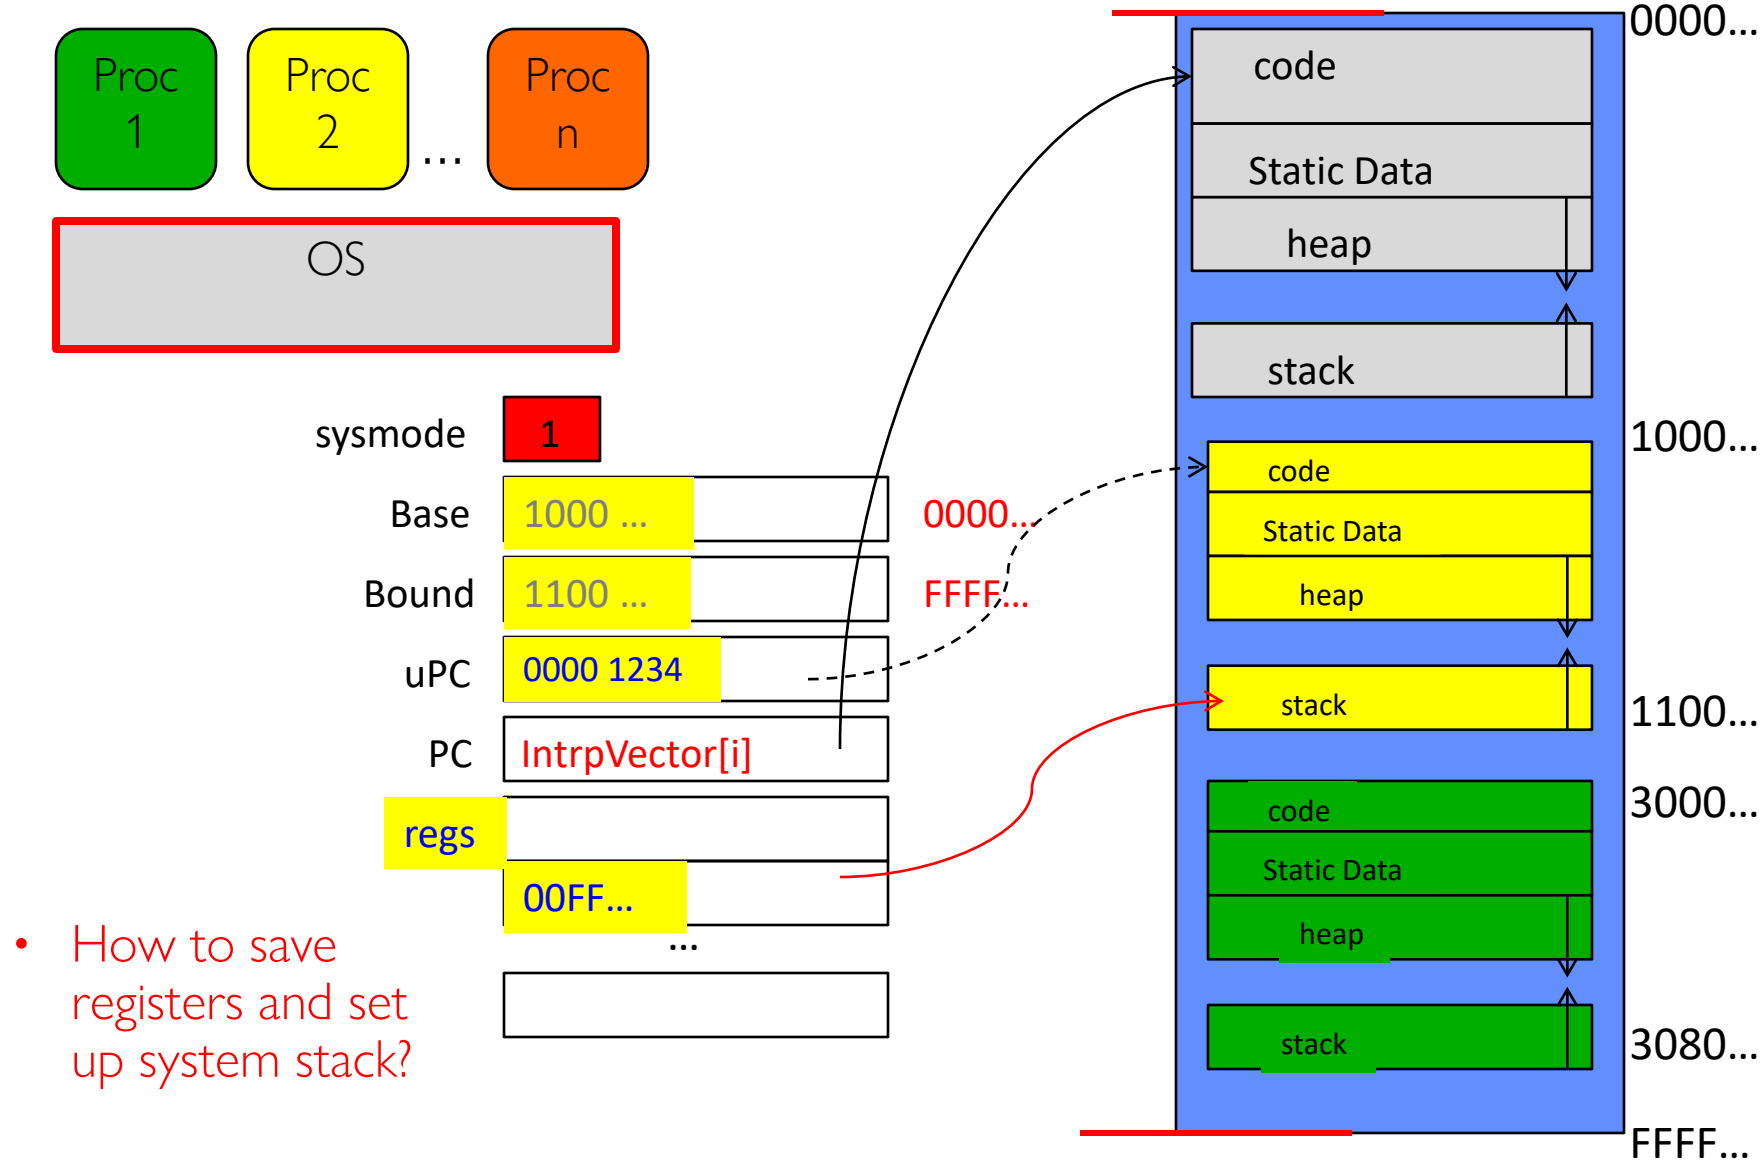 Proc
1
Proc
2
...
Proc
n
OS
sysmode
1
Base
1000 ...
0000...
Bound
1100 ...
FFFF...
uPC
0000 1234
PC
IntrpVector[i]
regs
00FF...
...
• How to save
registers and set
up system stack?
0000...
code
Static Data
heap
stack
1000...
code
Static Data
heap
stack
1100...
3000...
code
Static Data
heap
stack
3080...
FFFF...